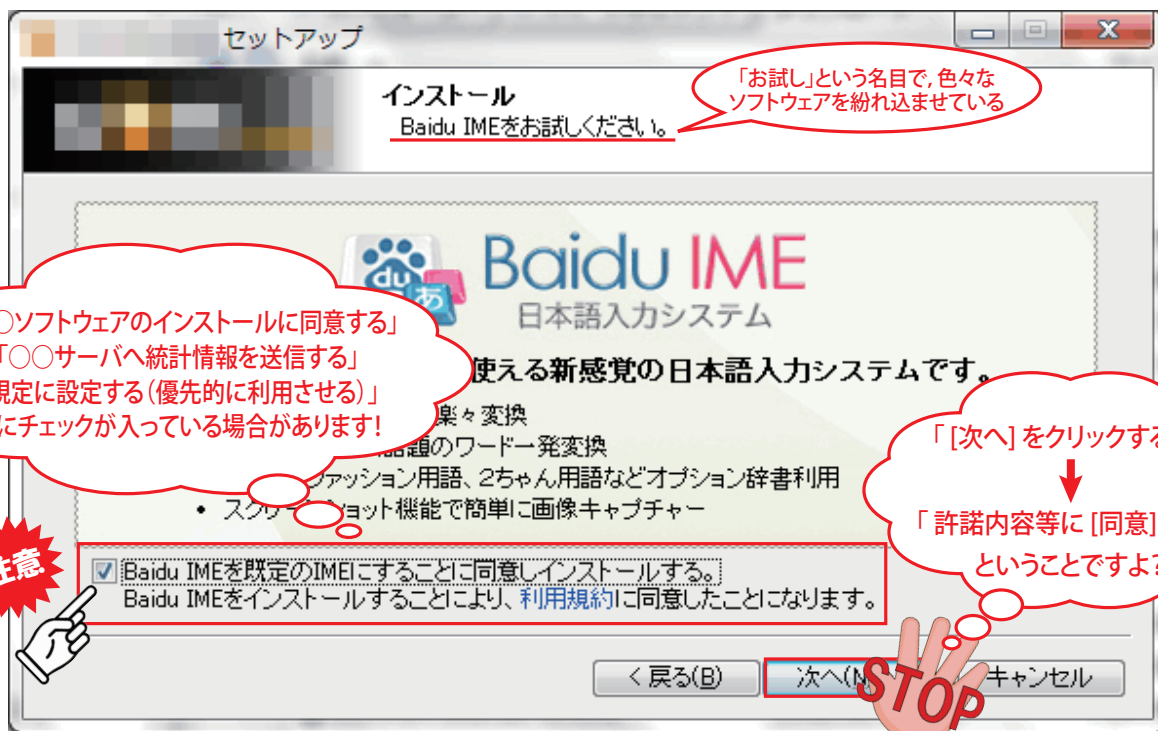 セットアップ
インストール
Baidu IMEをお試しください。
「お試し」という名目で,色々な
ソフトウェアを紛れ込ませている
du
あ
Baidu IME
日本語入力システム
使える新感覚の日本語入力システムです。
○ソフトウェアのインストールに同意する」
「○○サーバへ統計情報を送信する」
規定に設定する(優先的に利用させる)」
にチェックが入っている場合があります!
楽々変換
話題のワード一発変換
ファッション用語、2ちゃん用語などオプション辞書利用
• スクリーンショット機能で簡単に画像キャプチャー
「 [次へ] をクリックする
「 許諾内容等に [同意]
ということですよ?
注意
Baidu IMEを既定のIMEにすることに同意しインストールする。
Baidu IMEをインストールすることにより、利用規約に同意したことになります。
< 戻る(B)
次へ(N
キャンセル
STOP